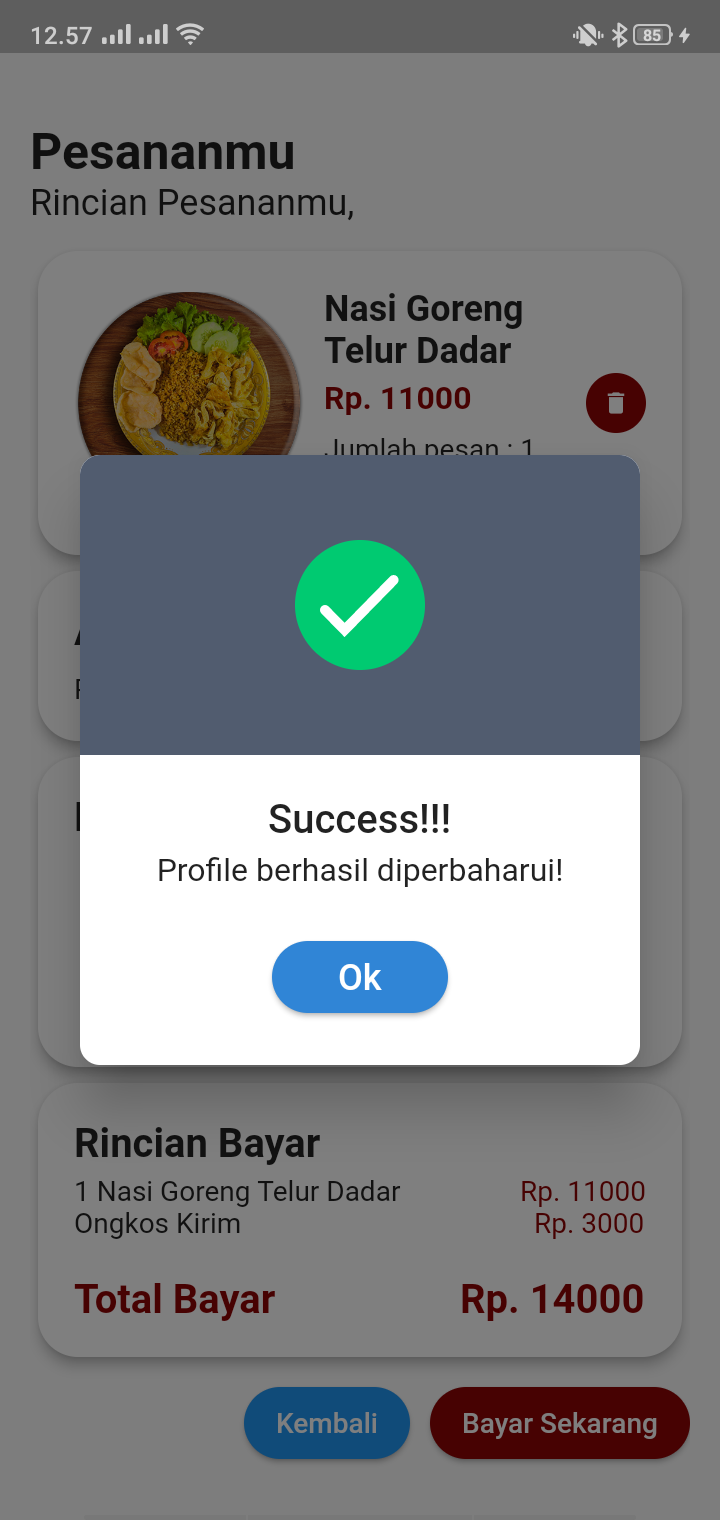 12.57
85
Pesananmu
Rincian Pesananmu,
Nasi Goreng
Telur Dadar
Rp. 11000
Jumlah pesan : 1
Success!!!
Profile berhasil diperbaharui!
Ok
Rincian Bayar
1 Nasi Goreng Telur Dadar Rp. 11000
Ongkos Kirim Rp. 3000
Total Bayar Rp. 14000
Kembali Bayar Sekarang